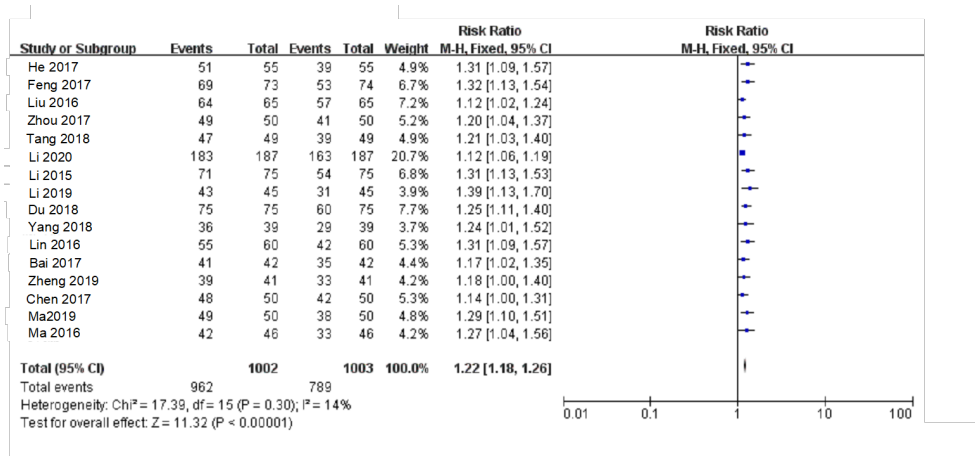 Risk Ratio Risk Ratio
Study or Subgroup Events Total Events Total Weight M-H, Fixed, 95% CI M-H, Fixed, 95% CI
He 2017 51 55 39 55 4.9% 1.31 [1.09, 1.57]
Feng 2017 69 73 53 74 6.7% 1.32 [1.13, 1.54]
Liu 2016 64 65 57 65 7.2% 1.12 [1.02, 1.24]
Zhou 2017 49 50 41 50 5.2% 1.20 [1.04, 1.37]
Tang 2018 47 49 39 49 4.9% 1.21 [1.03, 1.40]
Li 2020 183 187 163 187 20.7% 1.12 [1.06, 1.19]
Li 2015 71 75 54 75 6.8% 1.31 [1.13, 1.53]
Li 2019 43 45 31 45 3.9% 1.39 [1.13, 1.70]
Du 2018 75 75 60 75 7.7% 1.25 [1.11, 1.40]
Yang 2018 36 39 29 39 3.7% 1.24 [1.01, 1.52]
Lin 2016 55 60 42 60 5.3% 1.31 [1.09, 1.57]
Bai 2017 41 42 35 42 4.4% 1.17 [1.02, 1.35]
Zheng 2019 39 41 33 41 4.2% 1.18 [1.00, 1.40]
Chen 2017 48 50 42 50 5.3% 1.14 [1.00, 1.31]
Ma2019 49 50 38 50 4.8% 1.29 [1.10, 1.51]
Ma 2016 42 46 33 46 4.2% 1.27 [1.04, 1.56]
Total (95% CI) 1002 1003 100.0% 1.22 [1.18, 1.26]
Total events 962 789
Heterogeneity: Chi² = 17.39, df = 15 (P = 0.30); I² = 14%
Test for overall effect: Z = 11.32 (P < 0.00001)
0.01 0.1 1 10 100